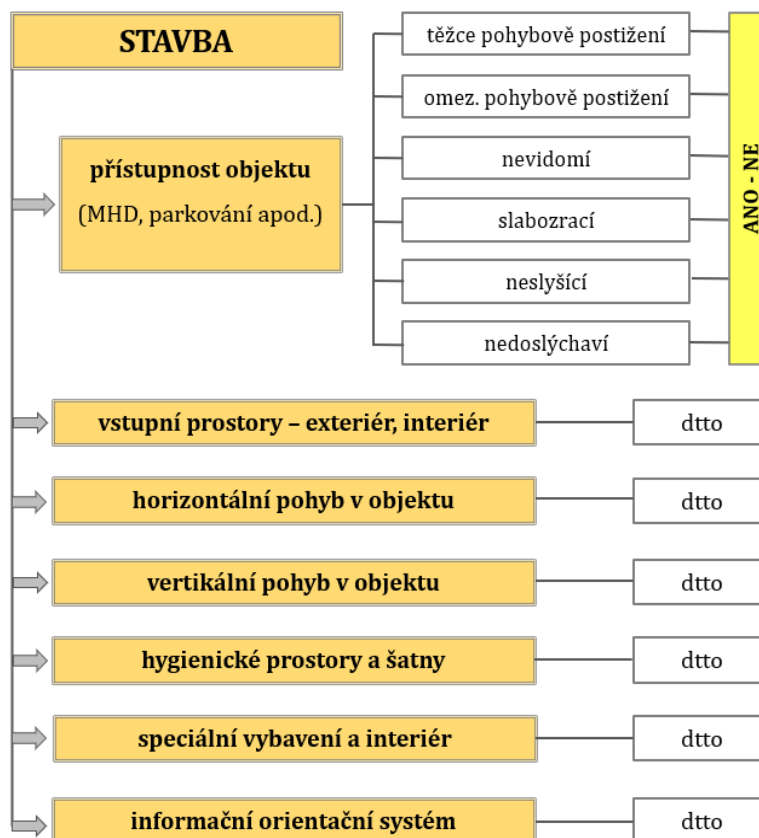 STAVBA
přístupnost objektu
(MHD, parkování apod.)
těžce pohybově postižení
omez. pohybově postižení
nevidomí
slabozrací
neslyšící
nedoslýchaví
ANO - NE
vstupní prostory – exteriér, interiér
dtto
horizontální pohyb v objektu
dtto
vertikální pohyb v objektu
dtto
hygienické prostory a šatny
dtto
speciální vybavení a interiér
dtto
informační orientační systém
dtto